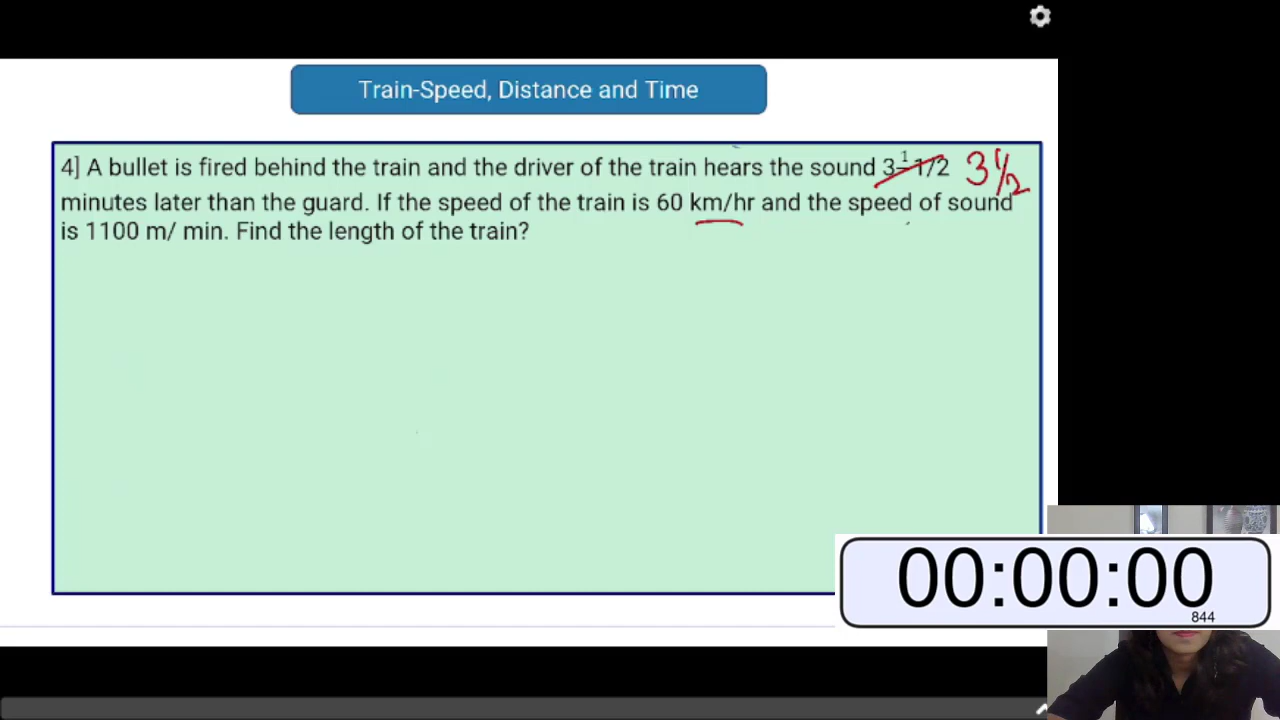 Train-Speed, Distance and Time
4] A bullet is fired behind the train and the driver of the train hears the sound 3-1 1/2 3 1/2
minutes later than the guard. If the speed of the train is 60 km/hr and the speed of sound
is 1100 m/ min. Find the length of the train?
00:00:00
844